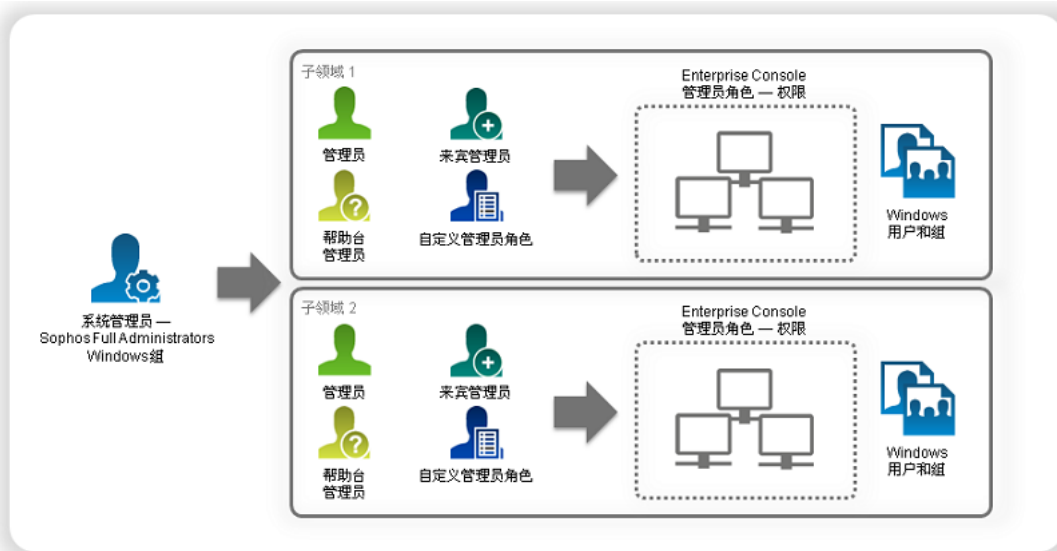 子领域 1
Enterprise Console
管理员角色 — 权限
管理员
来宾管理员
帮助台
管理员
自定义管理员角色
Windows
用户和组
系统管理员 —
Sophos Full Administrators
Windows组
子领域 2
Enterprise Console
管理员角色 — 权限
管理员
来宾管理员
帮助台
管理员
自定义管理员角色
Windows
用户和组